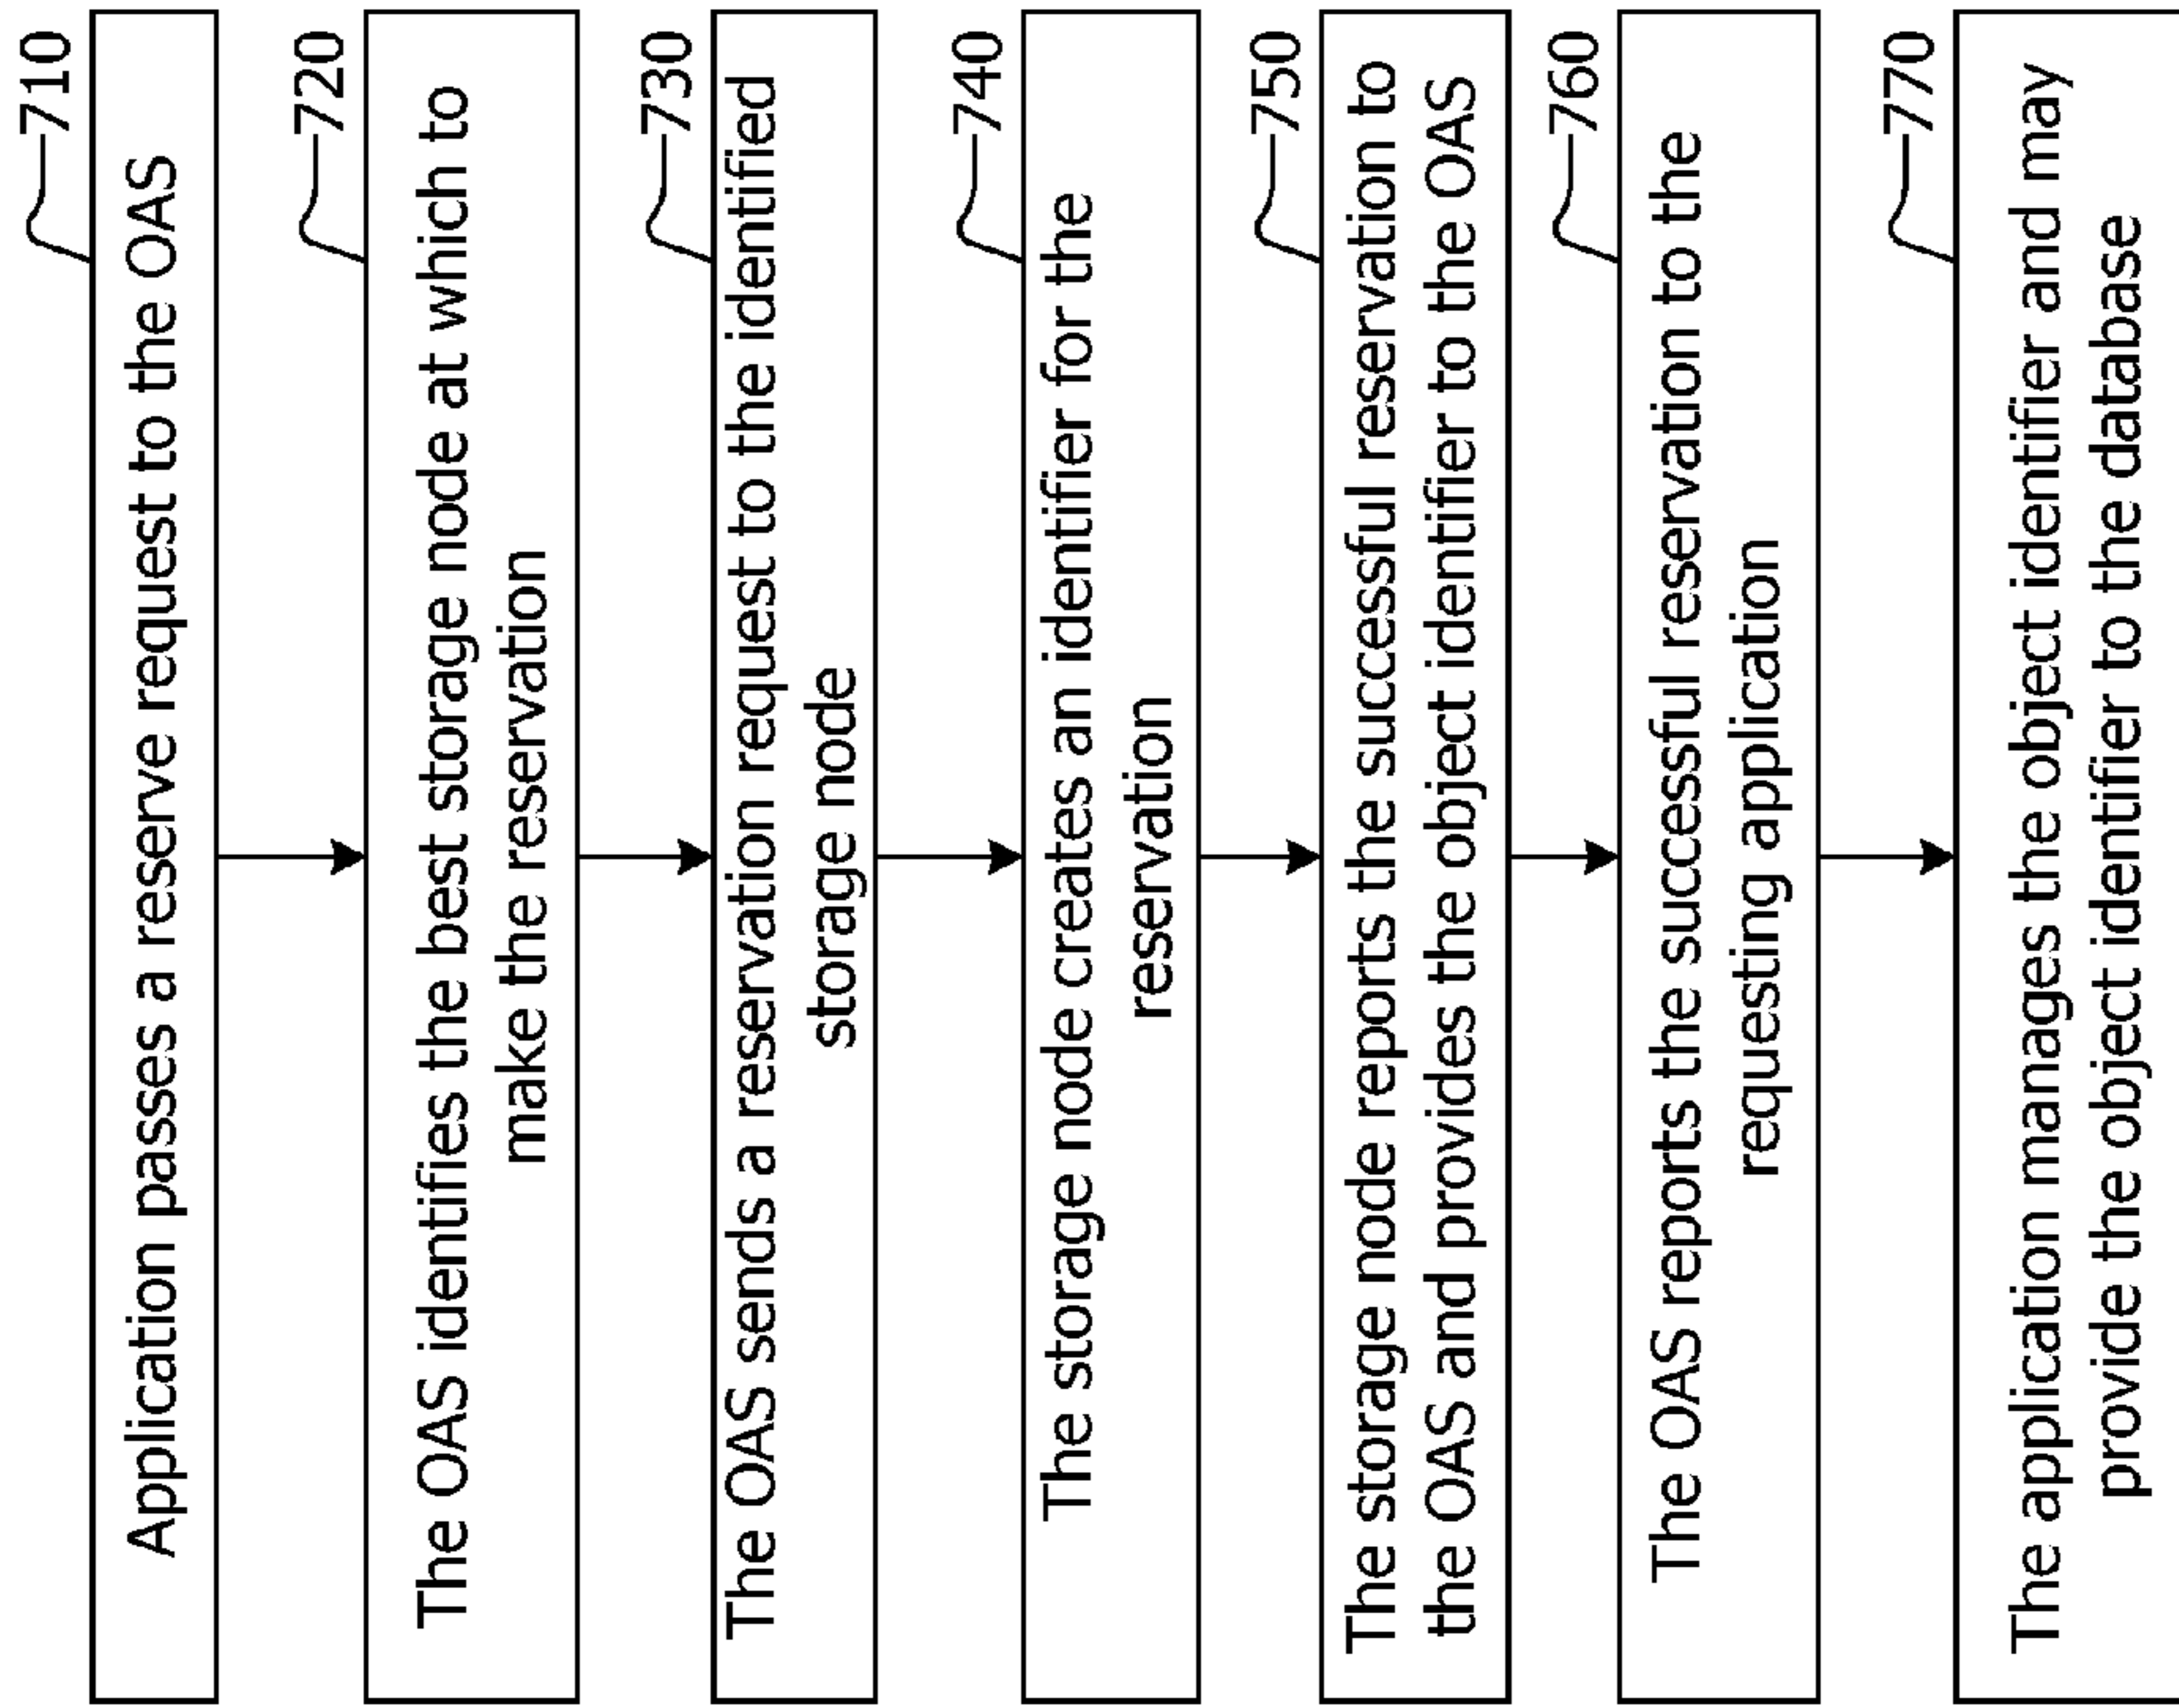 710
Application passes a reserve request to the OAS
720
The OAS identifies the best storage node at which to
make the reservation
730
The OAS sends a reservation request to the identified
storage node
740
The storage node creates an identifier for the
reservation
750
The storage node reports the successful reservation to
the OAS and provides the object identifier to the OAS
760
The OAS reports the successful reservation to the
requesting application
770
The application manages the object identifier and may
provide the object identifier to the database